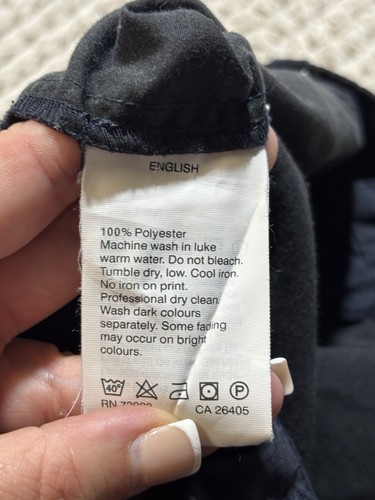 ENGLISH
100% Polyester
Machine wash in luke
warm water. Do not bleach.
Tumble dry, low. Cool iron.
No iron on print.
Professional dry clean.
Wash dark colours
separately. Some fading
may occur on bright
colours.
40° P
RN CA 26405